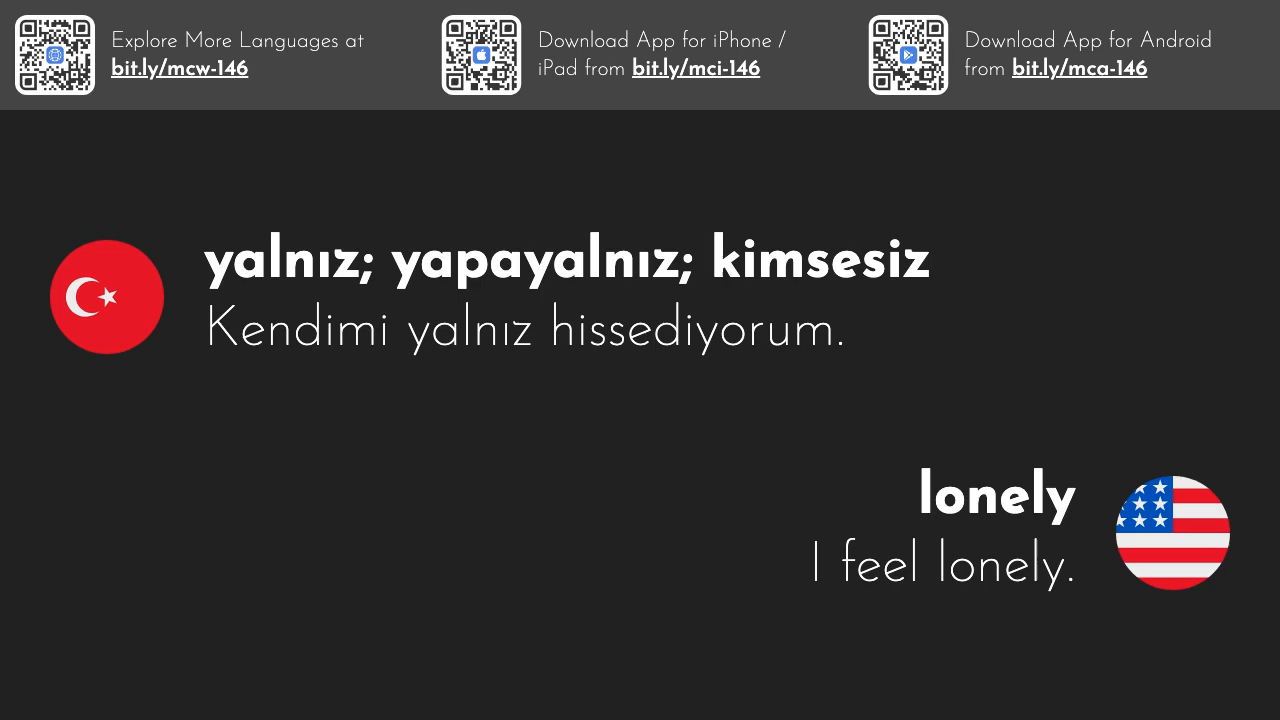 Explore More Languages at
bit.ly/mcw-146
Download App for iPhone /
iPad from bit.ly/mci-146
Download App for Android
from bit.ly/mca-146
yalnız; yapayalnız; kimsesiz
Kendimi yalnız hissediyorum.
lonely
I feel lonely.